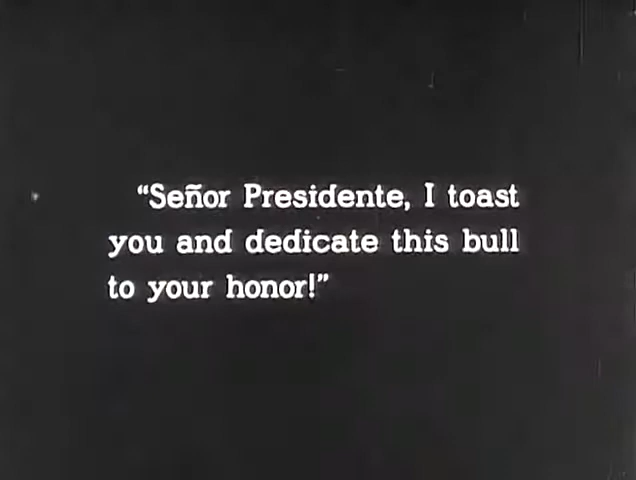 “Señor Presidente, I toast
you and dedicate this bull
to your honor!”